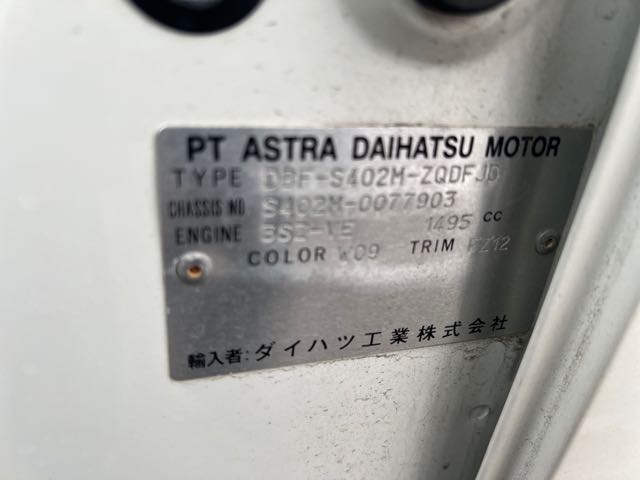 PT ASTRA DAIHATSU MOTOR
TYPE DBF-S402M-ZQDFJD
CHASSIS NO. S402M-0077903
ENGINE 3SZ-VE 1495 CC
COLOR W09 TRIM FZ12
輸入者:ダイハツ工業株式会社